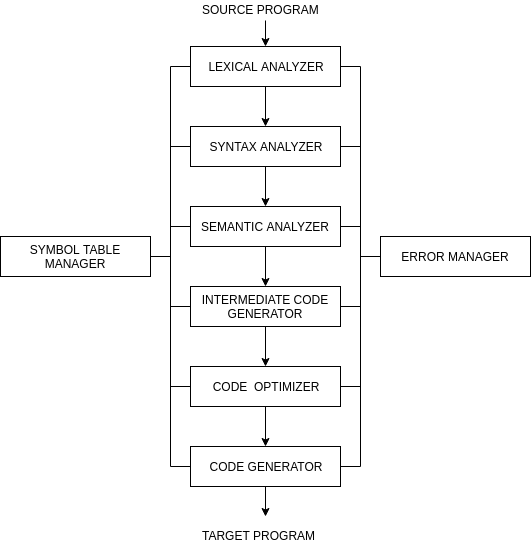 SOURCE PROGRAM
LEXICAL ANALYZER
SYNTAX ANALYZER
SEMANTIC ANALYZER
SYMBOL TABLE
MANAGER
ERROR MANAGER
INTERMEDIATE CODE
GENERATOR
CODE  OPTIMIZER
CODE GENERATOR
TARGET PROGRAM